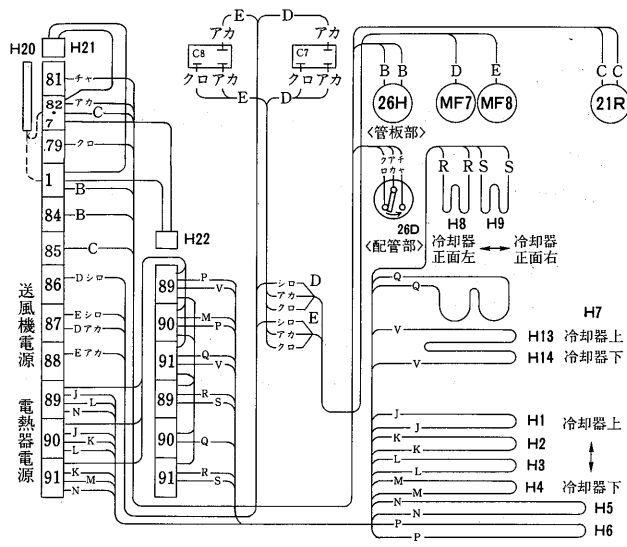 H20
H21
81
チャ
82
アカ
C
7
.79
クロ
1
B
84
B
85
C
86
Dシロ
87
Eシロ
Dアカ
88
Eアカ
89
J
L
N
90
J
K
L
91
K
M
N
送風機電源
電熱器電源
H22
89
P
V
90
M
P
91
Q
V
89
R
S
90
Q
91
R
S
アカ E D アカ
C8
C7
クロ アカ E D クロ アカ
シロ
アカ
クロ
D
シロ
アカ
クロ
E
B B
26H
<管板部>
D
MF7
E
MF8
C C
21R
クロ アカ チャ
26D
<配管部>
R R S S
H8 H9
冷却器 正面左
冷却器 正面右
Q
Q
H7
V
H13 冷却器上
H14 冷却器下
V
J
H1 冷却器上
J
K
H2
K
L
H3
L
M
H4 冷却器下
M
N
H5
N
P
H6
P